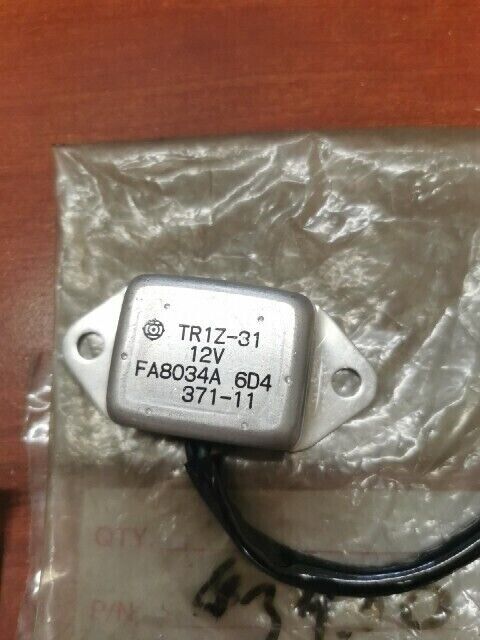 TR1Z-31
12V
FA8034A 6D4
371-11
QTY
P/N